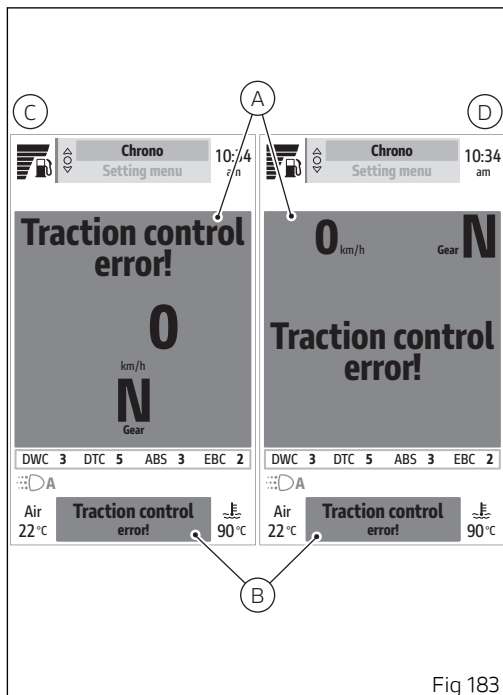 A
C
D
Chrono
Setting menu
am
Traction control
error!
0
km/h
N
Gear
DWC 3 DTC 5 ABS 3 EBC 2
A
Air
22 °C
Traction control
error!
90 °C
Chrono
Setting menu
10:34
am
0 km/h
Gear N
Traction control
error!
DWC 3 DTC 5 ABS 3 EBC 2
A
Air
22 °C
Traction control
error!
90 °C
B
Fig 183